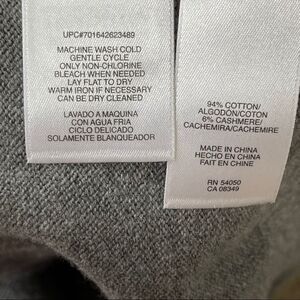 UPC#701642623489
MACHINE WASH COLD
GENTLE CYCLE
ONLY NON-CHLORINE
BLEACH WHEN NEEDED
LAY FLAT TO DRY
WARM IRON IF NECESSARY
CAN BE DRY CLEANED
LAVADO A MAQUINA
CON AGUA FRIA
CICLO DELICADO
SOLAMENTE BLANQUEADOR
94% COTTON/
ALGODON/COTON
6% CASHMERE/
CACHEMIRA/CACHEMIRE
MADE IN CHINA
HECHO EN CHINA
FAIT EN CHINE
RN 54050
CA 08349